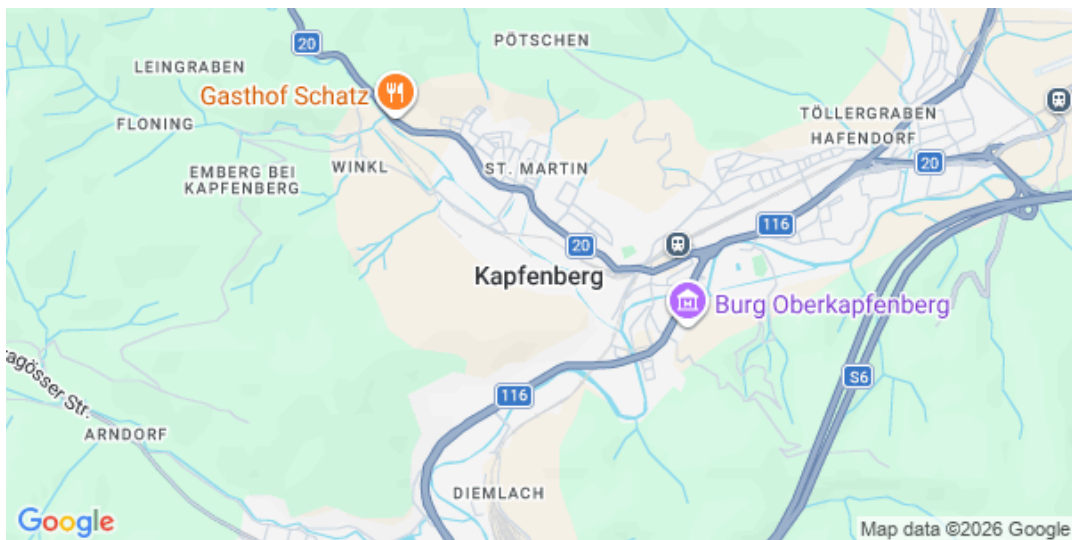 20
PÖTSCHEN
LEINGRABEN
Gasthof Schatz
FLONING
TÖLLERGRABEN
HAFENDORF
WINKL
ST. MARTIN
20
EMBERG BEI
KAPFENBERG
116
20
Kapfenberg
Burg Oberkapfenberg
agösser Str.
S6
116
ARNDORF
DIEMLACH
Google
Map data ©2026 Google